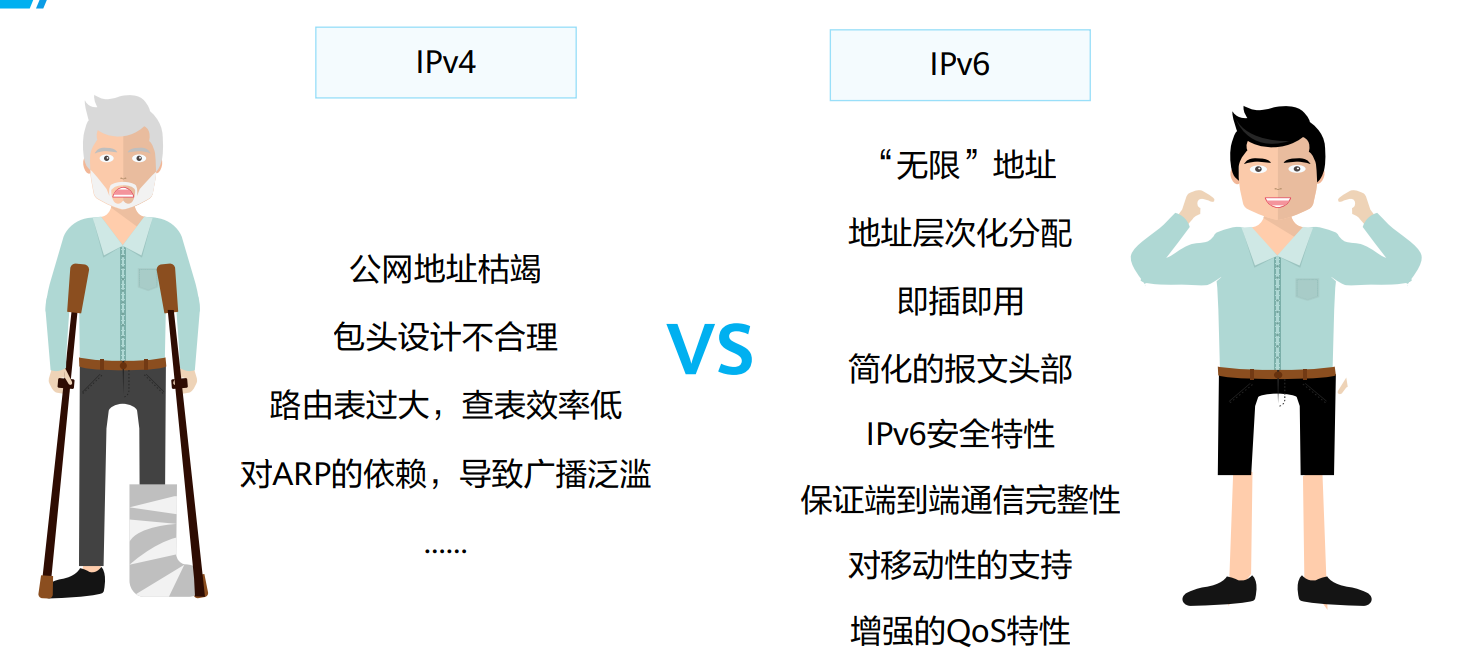 IPv4
公网地址枯竭
包头设计不合理
路由表过大，查表效率低
对ARP的依赖，导致广播泛滥
......
VS
IPv6
“无限”地址
地址层次化分配
即插即用
简化的报文头部
IPv6安全特性
保证端到端通信完整性
对移动性的支持
增强的QoS特性